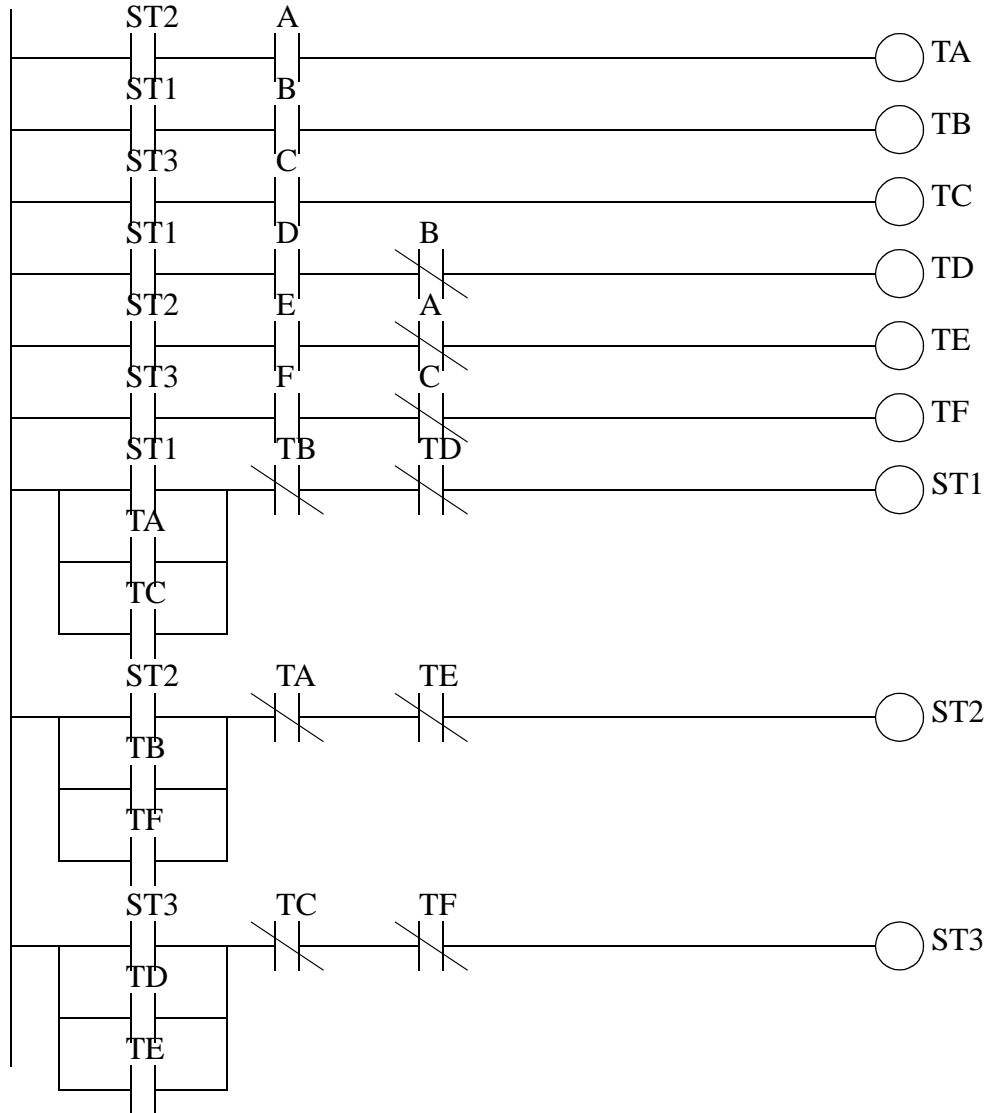 ST2 A TA
ST1 B TB
ST3 C TC
ST1 D B TD
ST2 E A TE
ST3 F C TF
ST1 TB TD ST1
TA
TC
ST2 TA TE ST2
TB
TF
ST3 TC TF ST3
TD
TE